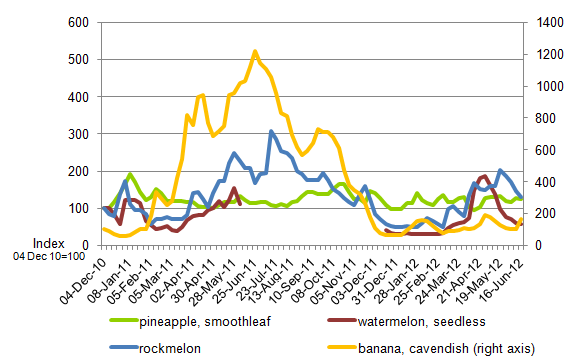 600
500
400
300
200
100
0
1400
1200
1000
800
600
400
200
0
Index
04 Dec 10=100
04-Dec-10
08-Jan-11
05-Feb-11
05-Mar-11
02-Apr-11
30-Apr-11
28-May-11
25-Jun-11
23-Jul-11
13-Aug-11
10-Sep-11
08-Oct-11
05-Nov-11
03-Dec-11
31-Dec-11
28-Jan-12
25-Feb-12
24-Mar-12
21-Apr-12
19-May-12
16-Jun-12
pineapple, smoothleaf
watermelon, seedless
rockmelon
banana, cavendish (right axis)